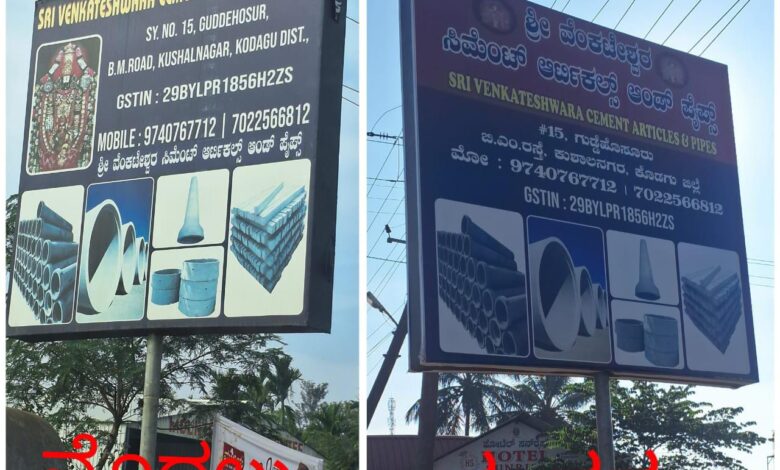 SRI VENKATESHWARA CEMENT
SY. NO. 15, GUDDEHOSUR,
B.M.ROAD, KUSHALNAGAR, KODAGU DIST.,
GSTIN : 29BYLPR1856H2ZS
MOBILE : 9740767712 | 7022566812
ಶ್ರೀ ವೆಂಕಟೇಶ್ವರ ಸಿಮೆಂಟ್ ಆರ್ಟಿಕಲ್ಸ್ ಆಂಡ್ ಪೈಪ್ಸ್
ಶ್ರೀ ವೆಂಕಟೇಶ್ವರ
ಸಿಮೆಂಟ್ ಆರ್ಟಿಕಲ್ಸ್ ಆಂಡ್ ಪೈಪ್ಸ್
SRI VENKATESHWARA CEMENT ARTICLES & PIPES
#15, ಗುಡ್ಡೆಹೊಸೂರು
ಬಿ.ಎಂ.ರಸ್ತೆ, ಕುಶಾಲನಗರ, ಕೊಡಗು ಜಿಲ್ಲೆ
ಮೋ : 9740767712 | 7022566812
GSTIN : 29BYLPR1856H2ZS